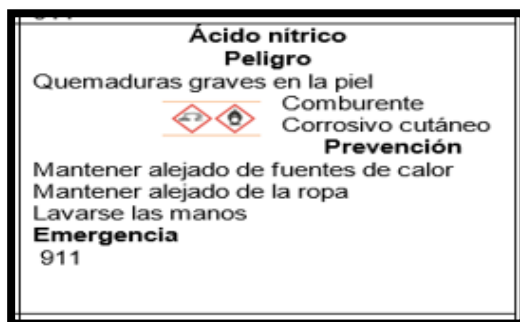 Ácido nítrico
Peligro
Quemaduras graves en la piel
Comburente
Corrosivo cutáneo
Prevención
Mantener alejado de fuentes de calor
Mantener alejado de la ropa
Lavarse las manos
Emergencia
911